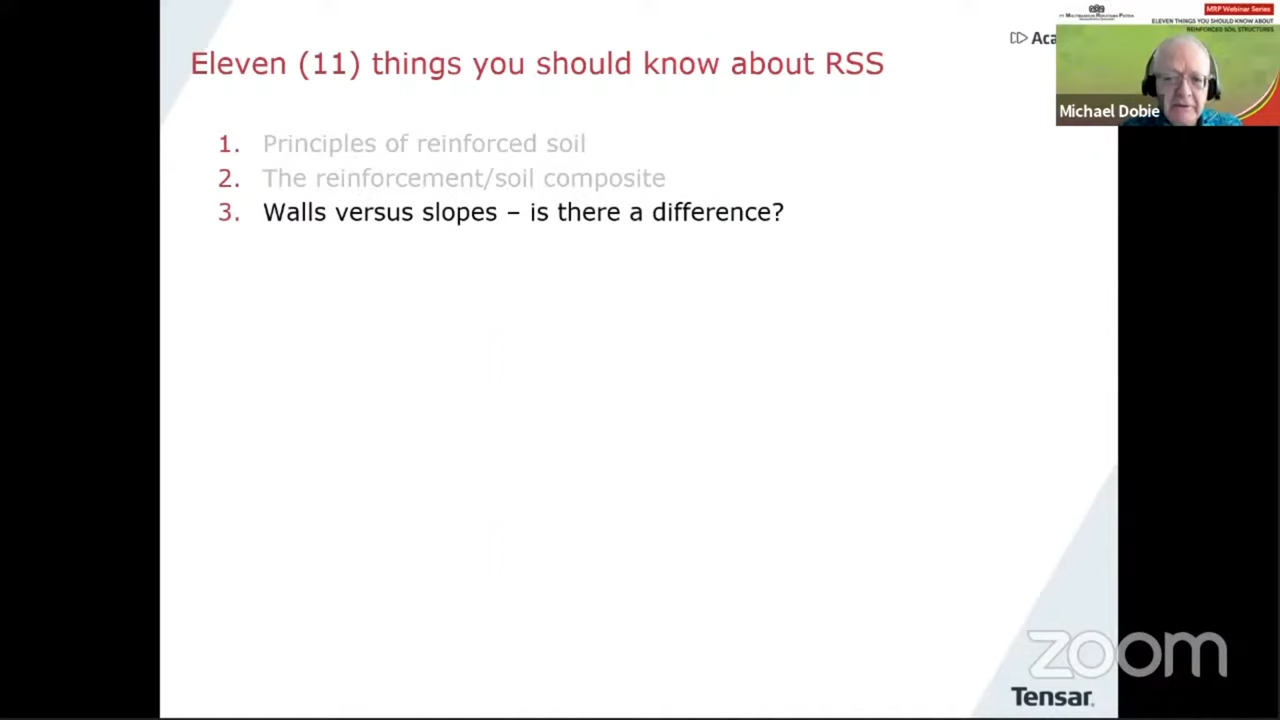 Eleven (11) things you should know about RSS
1. Principles of reinforced soil
2. The reinforcement/soil composite
3. Walls versus slopes – is there a difference?
Aca
MRP Webinar Series
ELEVEN THINGS YOU SHOULD KNOW ABOUT
REINFORCED SOIL STRUCTURES
Michael Dobie
zoom
Tensar